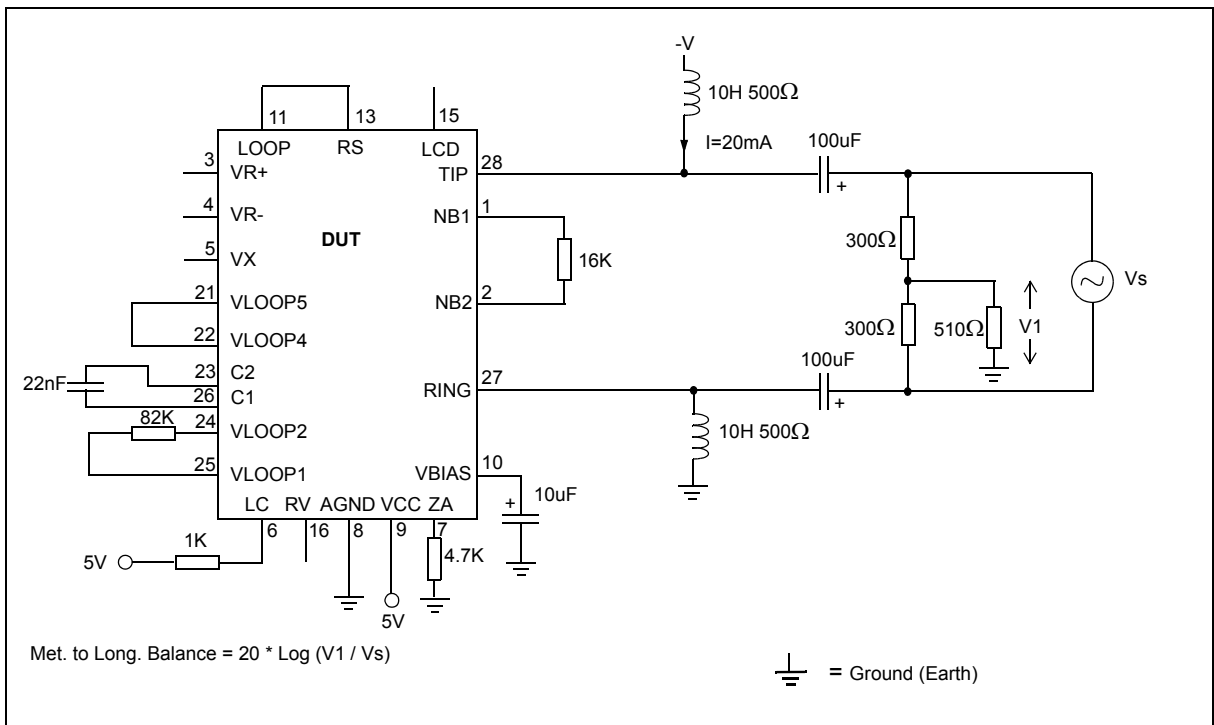 -V
10H 500Ω
11
13
15
I=20mA
100uF
LOOP
RS
LCD
3
VR+
TIP
28
4
VR-
NB1
1
DUT
300Ω
5
VX
16K
Vs
21
VLOOP5
NB2
2
22
VLOOP4
300Ω
510Ω
V1
100uF
22nF
23
C2
26
C1
RING
27
82K
24
VLOOP2
10H 500Ω
25
VLOOP1
VBIAS
10
+
+
+
10uF
LC
RV
AGND
VCC
ZA
6
16
8
9
7
1K
5V
4.7K
5V
Met. to Long. Balance = 20 * Log (V1 / Vs)
= Ground (Earth)